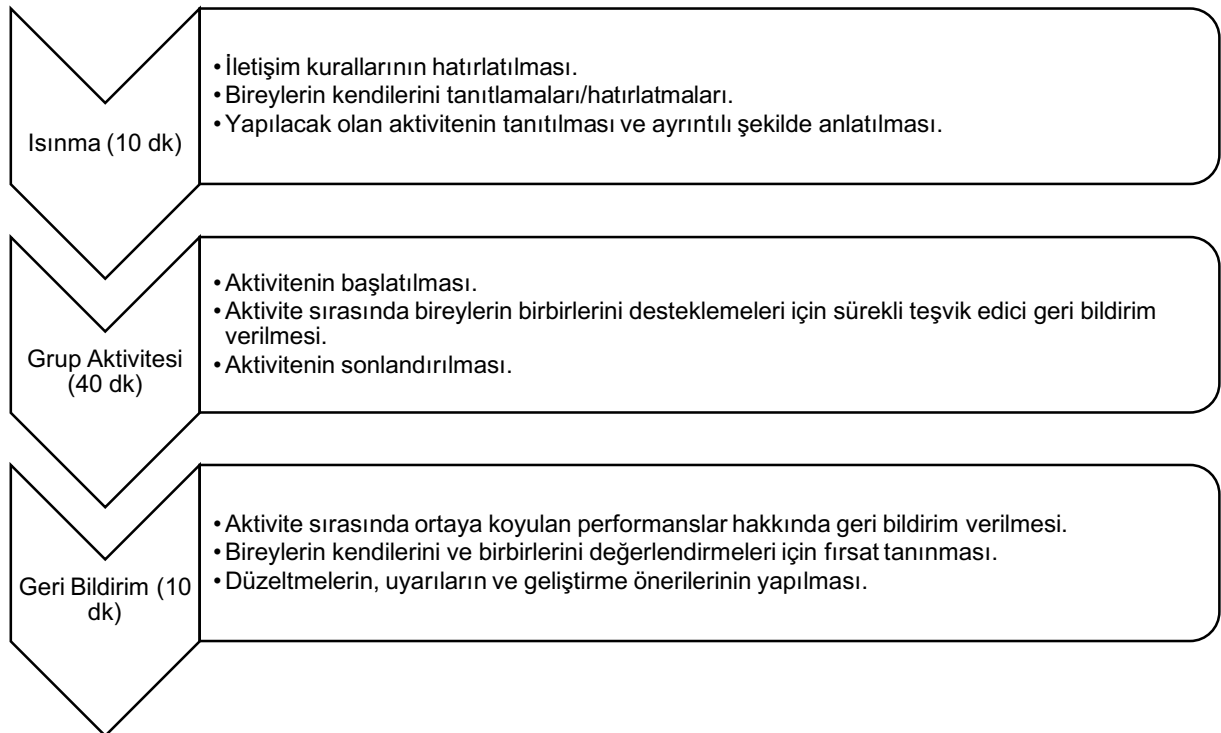 Isınma (10 dk)
• İletişim kurallarının hatırlatılması.
• Bireylerin kendilerini tanıtlamaları/hatırlatmaları.
• Yapılacak olan aktivitenin tanıtılması ve ayrıntılı şekilde anlatılması.
Grup Aktivitesi
(40 dk)
• Aktivitenin başlatılması.
• Aktivite sırasında bireylerin birbirlerini desteklemeleri için sürekli teşvik edici geri bildirim
verilmesi.
• Aktivitenin sonlandırılması.
Geri Bildirim (10
dk)
• Aktivite sırasında ortaya koyulan performanslar hakkında geri bildirim verilmesi.
• Bireylerin kendilerini ve birbirlerini değerlendirmeleri için fırsat tanınması.
• Düzeltmelerin, uyarıların ve geliştirme önerilerinin yapılması.